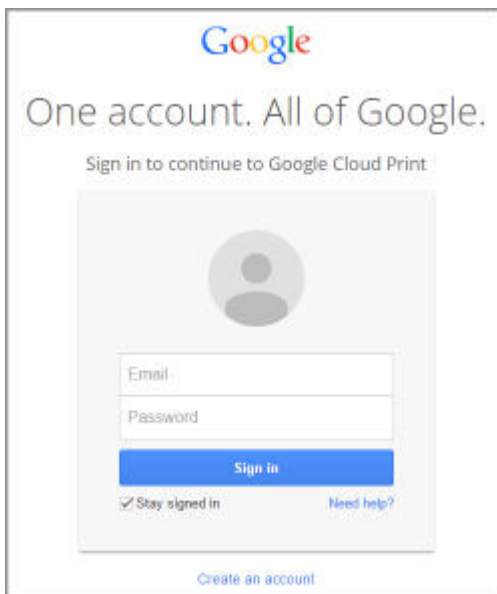 Google
One account. All of Google.
Sign in to continue to Google Cloud Print
Email
Password
Sign in
Stay signed in Need help?
Create an account